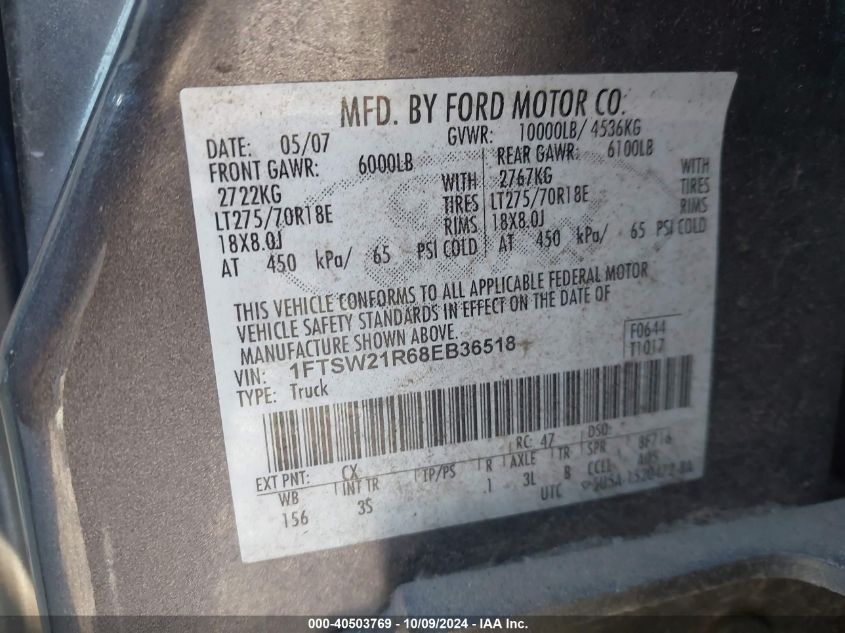 MFD. BY FORD MOTOR CO.
DATE: 05/07 GVWR: 10000LB/ 4536KG
FRONT GAWR: 6000LB REAR GAWR: 6100LB
2722KG WITH 2767KG WITH
LT275/70R18E TIRES LT275/70R18E TIRES
18X8.0J RIMS 18X8.0J RIMS
AT 450 kPa/ 65 PSI COLD AT 450 kPa/ 65 PSI COLD
THIS VEHICLE CONFORMS TO ALL APPLICABLE FEDERAL MOTOR
VEHICLE SAFETY STANDARDS IN EFFECT ON THE DATE OF
MANUFACTURE SHOWN ABOVE. F0644
VIN: 1FTSW21R68EB36518 T1017
TYPE: Truck
EXT PNT: CX RC: 47 DSO:
WB INT TR TP/PS R AXLE TR SPR 8F716
156 3S 1 3L B CCEL A05
UTC
000-40503769 - 10/09/2024 - IAA Inc.